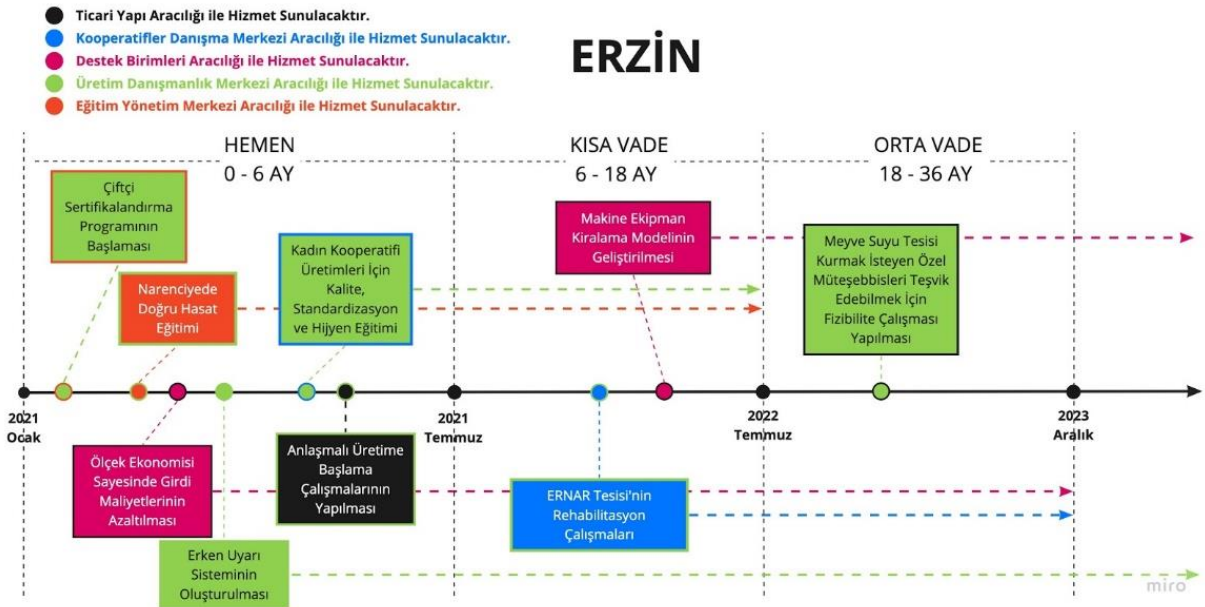 Ticari Yapı Aracılığı ile Hizmet Sunulacaktır.
Kooperatifler Danışma Merkezi Aracılığı ile Hizmet Sunulacaktır.
Destek Birimleri Aracılığı ile Hizmet Sunulacaktır.
Üretim Danışmanlık Merkezi Aracılığı ile Hizmet Sunulacaktır.
Eğitim Yönetim Merkezi Aracılığı ile Hizmet Sunulacaktır.
ERZİN
HEMEN
0 - 6 AY
KISA VADE
6 - 18 AY
ORTA VADE
18 - 36 AY
Çiftçi
Sertifikalandırma
Programının
Başlaması
Narenciyede
Doğru Hasat
Eğitimi
Kadın Kooperatifi
Üretimleri İçin
Kalite,
Standardizasyon
ve Hijyen Eğitimi
Makine Ekipman
Kiralama Modelinin
Geliştirilmesi
Meyve Suyu Tesisi
Kurmak İsteyen Özel
Müteşebbisleri Teşvik
Edebilmek İçin
Fizibilite Çalışması
Yapılması
2021
Ocak
2021
Temmuz
2022
Temmuz
2023
Aralık
Ölçek Ekonomisi
Sayesinde Girdi
Maliyetlerinin
Azaltılması
Anlaşmalı Üretime
Başlama
Çalışmalarının
Yapılması
ERNAR Tesisi'nin
Rehabilitasyon
Çalışmaları
Erken Uyarı
Sisteminin
Oluşturulması
miro